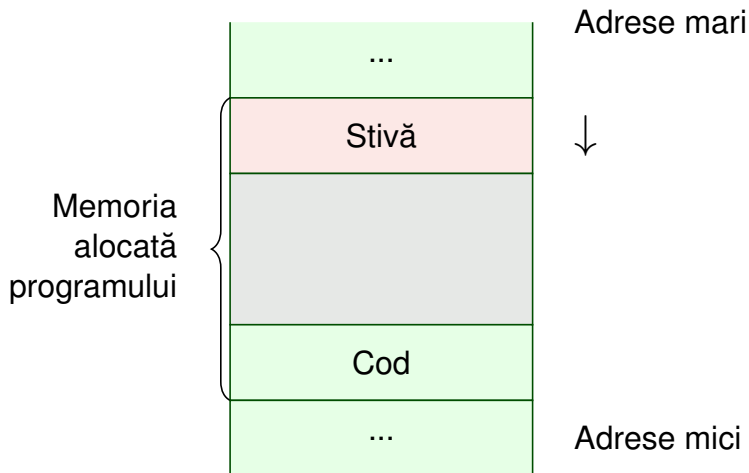 Adrese mari
...
Stivă
↓
Memoria
alocată
programului
Cod
...
Adrese mici